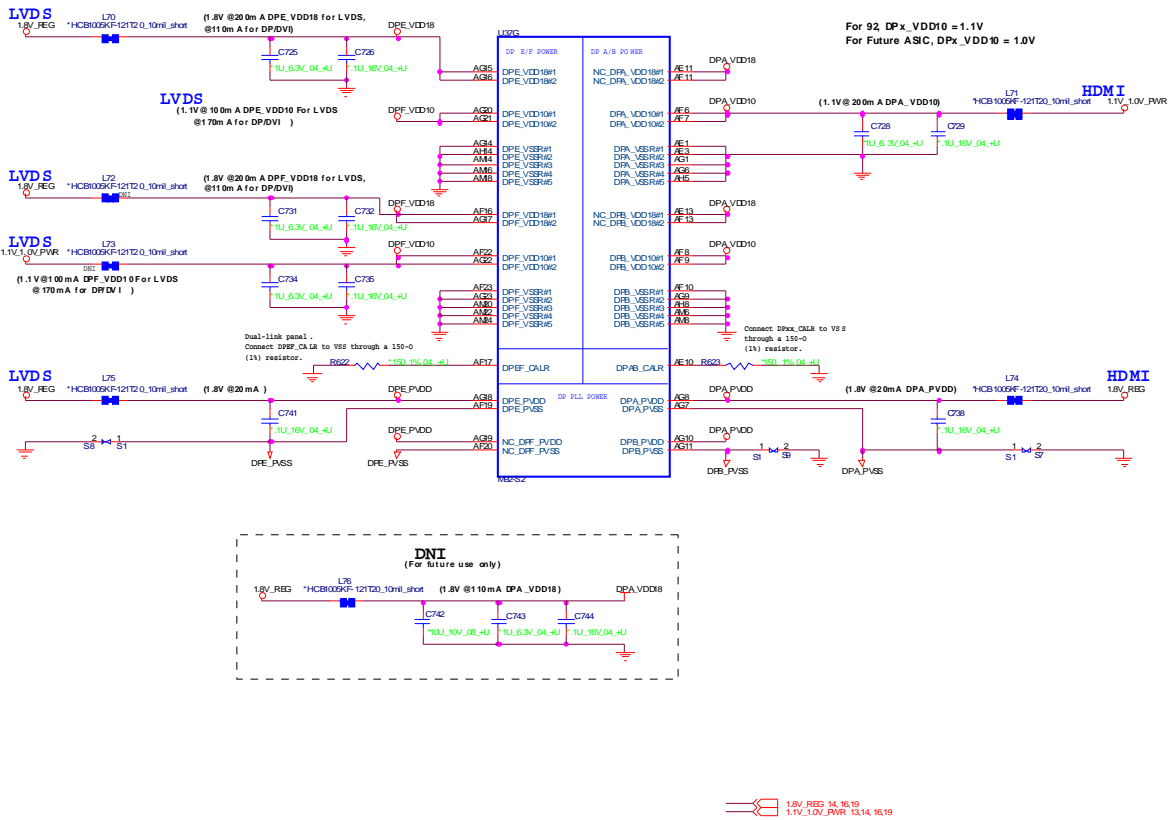 LVDS
1.8V_REG
L70
*HCB1005KF-121T20_10mil_short
(1.8V @200mA DPE_VDD18 for LVDS,
@110mA for DP/DVI)
DPE_VDD18
C725
.1U_6.3V_04_+U
C726
.1U_16V_04_+U
LVDS
(1.1V@100mA DPE_VDD10 For LVDS
@170mA for DP/DVI )
DPF_VDD10
LVDS
1.8V_REG
L72
*HCB1005KF-121T20_10mil_short
DNI
(1.8V @200mA DPF_VDD18 for LVDS,
@110mA for DP/DVI)
DPF_VDD18
C731
1U_6.3V_04_+U
C732
.1U_16V_04_+U
LVDS
1.1V_1.0V_PWR
L73
*HCB1005KF-121T20_10mil_short
DNI
(1.1V@100mA DPF_VDD10 For LVDS
@170mA for DP/DVI )
DPF_VDD10
C734
1U_6.3V_04_+U
C735
.1U_16V_04_+U
Dual-link panel.
Connect DPEF_CALR to VSS through a 150-O
(1%) resistor.
R622
*150_1%_04_+U
LVDS
1.8V_REG
L75
*HCB1005KF-121T20_10mil_short
(1.8V @20mA )
DPE_PVDD
C741
.1U_16V_04_+U
2
1
S8
S1
DPE_PVSS
DPE_PVDD
DPE_PVSS
U37G
DP E/F POWER
DP A/B POWER
AG15 DPE_VDD18#1
AG16 DPE_VDD18#2
AG20 DPE_VDD10#1
AG21 DPE_VDD10#2
AG14 DPE_VSSR#1
AH14 DPE_VSSR#2
AM14 DPE_VSSR#3
AM16 DPE_VSSR#4
AM18 DPE_VSSR#5
AF16 DPF_VDD18#1
AG17 DPF_VDD18#2
AF22 DPF_VDD10#1
AG22 DPF_VDD10#2
AF23 DPF_VSSR#1
AG23 DPF_VSSR#2
AM20 DPF_VSSR#3
AM22 DPF_VSSR#4
AM24 DPF_VSSR#5
AF17 DPEF_CALR
DP PLL POWER
AG18 DPE_PVDD
AF19 DPE_PVSS
AG19 NC_DPF_PVDD
AF20 NC_DPF_PVSS
M92-S2
NC_DPA_VDD18#1 AE11
NC_DPA_VDD18#2 AF11
DPA_VDD10#1 AF6
DPA_VDD10#2 AF7
DPA_VSSR#1 AE1
DPA_VSSR#2 AE3
DPA_VSSR#3 AG1
DPA_VSSR#4 AG6
DPA_VSSR#5 AH5
NC_DPB_VDD18#1 AE13
NC_DPB_VDD18#2 AF13
DPB_VDD10#1 AF8
DPB_VDD10#2 AF9
DPB_VSSR#1 AF10
DPB_VSSR#2 AG9
DPB_VSSR#3 AH8
DPB_VSSR#4 AM6
DPB_VSSR#5 AM8
DPAB_CALR AE10
DPA_PVDD AG8
DPA_PVSS AG7
DPB_PVDD AG10
DPB_PVSS AG11
For 92, DPx_VDD10 = 1.1V
For Future ASIC, DPx_VDD10 = 1.0V
DPA_VDD18
DPA_VDD10
(1.1V@200mA DPA_VDD10)
L71
*HCB1005KF-121T20_10mil_short
HDMI
1.1V_1.0V_PWR
C728
1U_6.3V_04_+U
C729
.1U_16V_04_+U
DPA_VDD18
DPA_VDD10
Connect DPxx_CALR to VSS
through a 150-O
(1%) resistor.
R623
*150_1%_04_+U
DPA_PVDD
(1.8V@20mA DPA_PVDD)
L74
*HCB1005KF-121T20_10mil_short
HDMI
1.8V_REG
C738
.1U_16V_04_+U
DPA_PVDD
1
2
S1
S9
DPB_PVSS
DPA_PVSS
1
2
S1
S7
DNI
(For future use only)
1.8V_REG
L76
*HCB1005KF-121T20_10mil_short
(1.8V @110mA DPA_VDD18)
DPA_VDD18
C742
*10U_10V_08_+U
C743
*1U_6.3V_04_+U
C744
*.1U_16V_04_+U
1.8V_REG 14,16,19
1.1V_1.0V_PWR 13,14,16,19